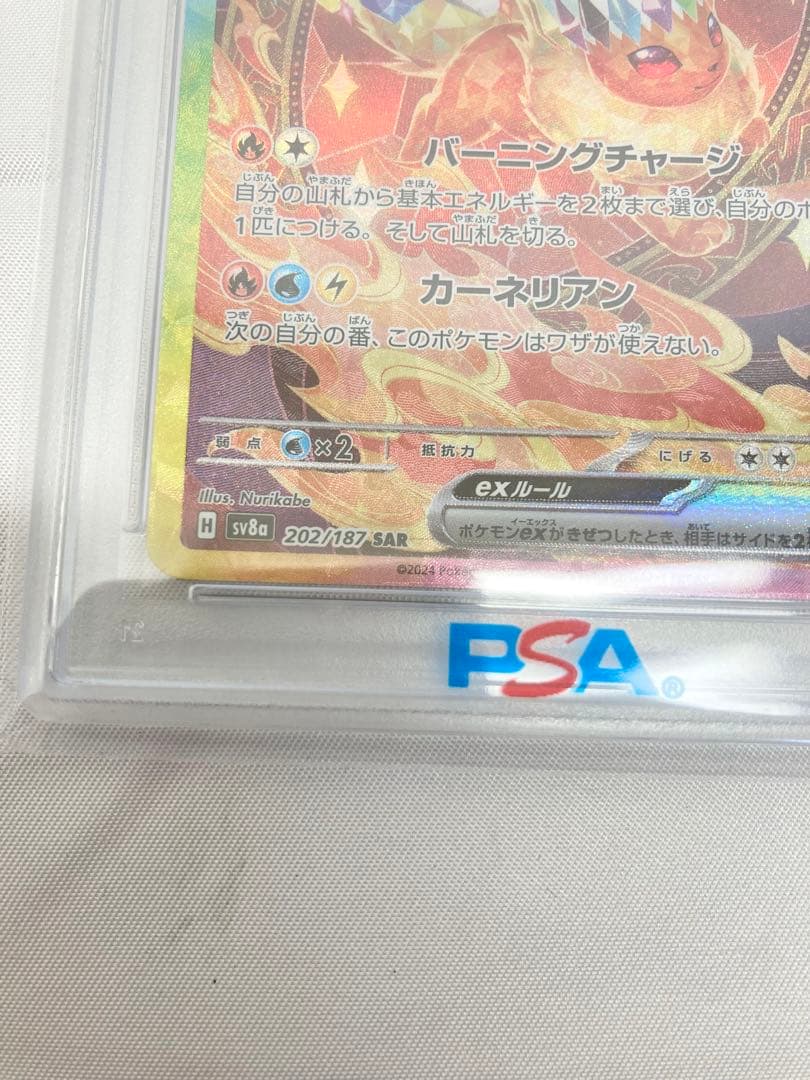 バーニングチャージ
自分の山札から基本エネルギーを2枚まで選び、自分のポ
1匹につける。そして山札を切る。
カーネリアン
次の自分の番、このポケモンはワザが使えない。
弱点 ×2 抵抗力 にげる
Illus. Nurikabe
exルール
H sv8a 202/187 SAR
ポケモンexがきぜつしたとき、相手はサイドを2
©2024 Poké
PSA®